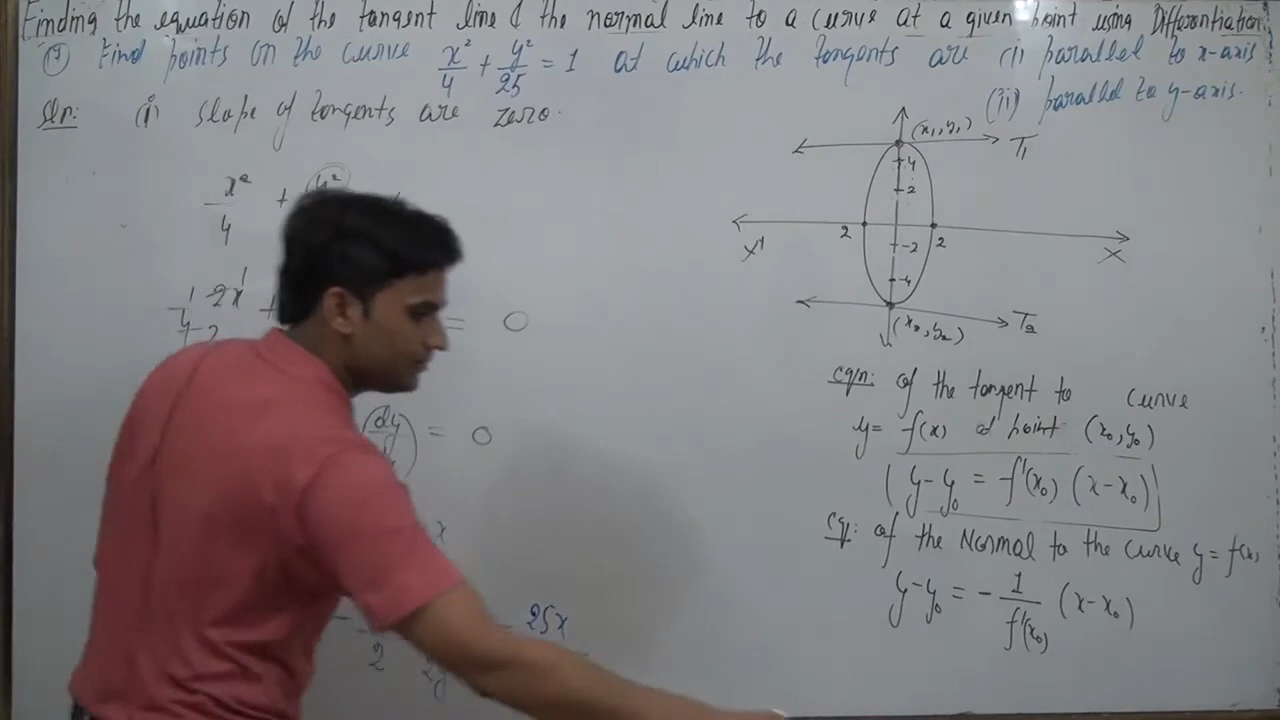 Finding the equation of the tangent line & the normal line to a curve at a given point using Differentiation
Find points on the curve x²/4 + y²/25 = 1 at which the tangents are (i) parallel to x-axis
(ii) parallel to y-axis.
Sln: (i) slope of tangents are zero.
x²/4 +
2x +
= 0
dy = 0
x
2
2y
- 25x
(x₁, y₁)
T₁
4
2
2
2
-2
-4
X'
X
(x₂, y₂)
T₂
eqn: of the tangent to curve
y = f(x) at point (x₀, y₀)
y-y₀ = f'(x₀) (x-x₀)
eq: of the Normal to the curve y = f(x)
y-y₀ = - 1/f'(x₀) (x-x₀)